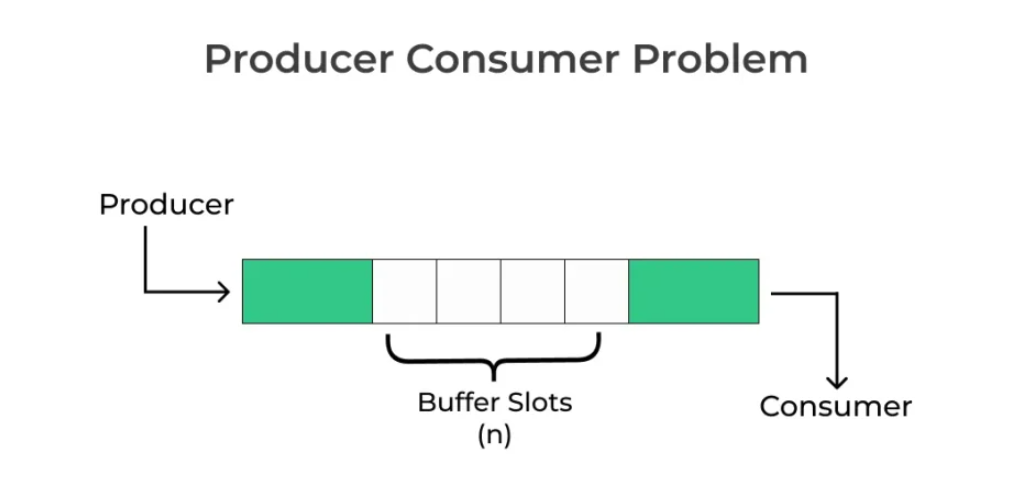 Producer Consumer Problem
Producer
Buffer Slots
(n)
Consumer